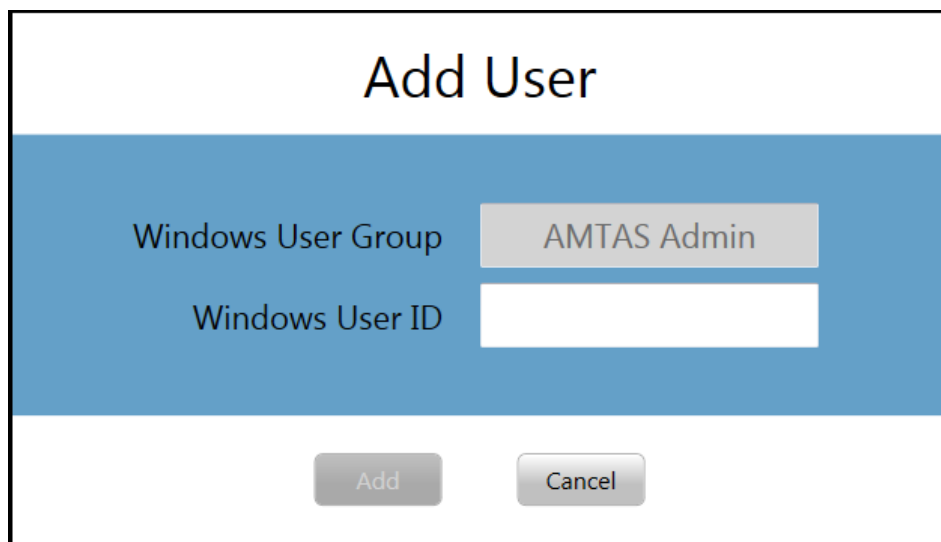 Add User
Windows User Group AMTAS Admin
Windows User ID
Add Cancel